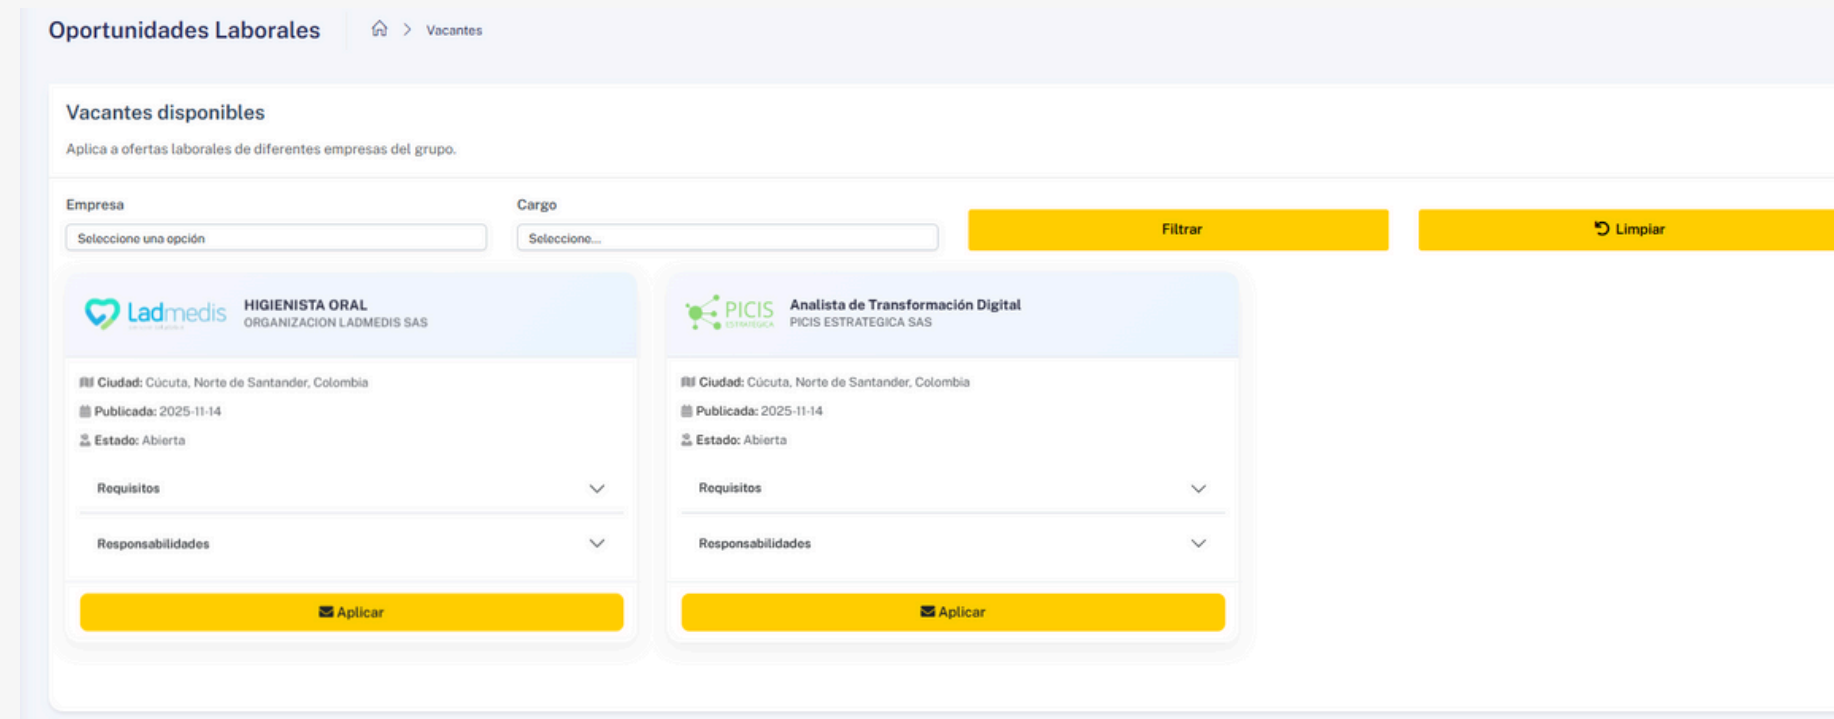 Oportunidades Laborales
Vacantes
Vacantes disponibles
Aplica a ofertas laborales de diferentes empresas del grupo.
Empresa
Cargo
Seleccione una opción
Seleccione...
Filtrar
Limpiar
Ladmedis
HIGIENISTA ORAL
ORGANIZACION LADMEDIS SAS
Ciudad: Cúcuta, Norte de Santander, Colombia
Publicada: 2025-11-14
Estado: Abierta
Requisitos
Responsabilidades
Aplicar
PICIS
ESTRATEGICA
Analista de Transformación Digital
PICIS ESTRATEGICA SAS
Ciudad: Cúcuta, Norte de Santander, Colombia
Publicada: 2025-11-14
Estado: Abierta
Requisitos
Responsabilidades
Aplicar